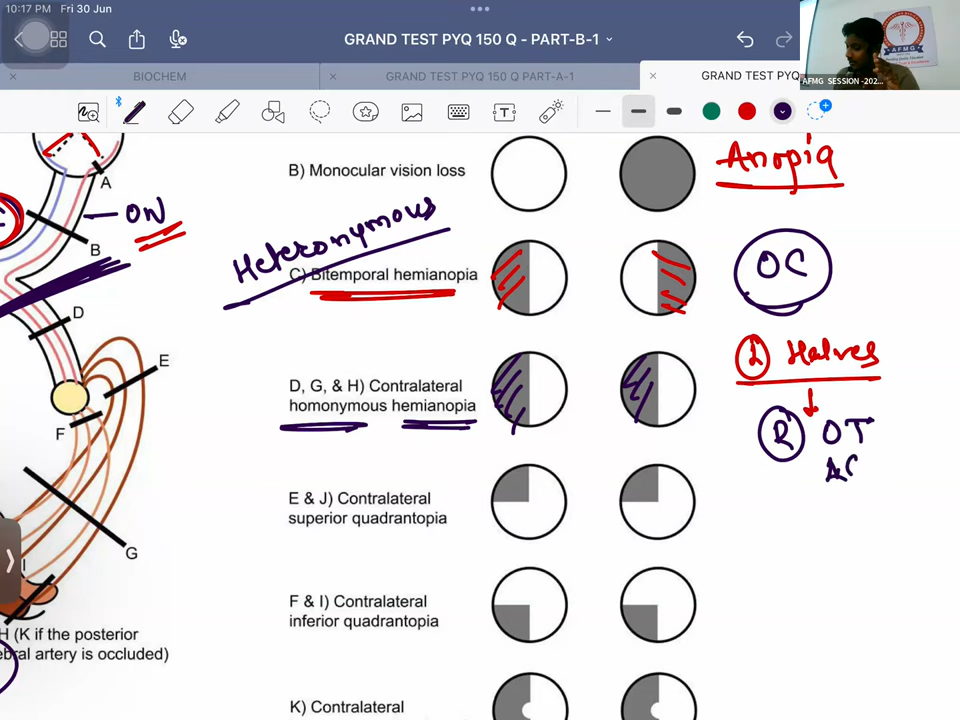 10:17 PM Fri 30 Jun
GRAND TEST PYQ 150 Q - PART-B-1
BIOCHEM
GRAND TEST PYQ 150 Q PART-A-1
GRAND TEST PYQ
AFMG
AFMG SESSION -202...
B) Monocular vision loss
Anopia
A
ON
B
Heteronymous
C) Bitemporal hemianopia
OC
D
E
D, G, & H) Contralateral
homonymous hemianopia
L Halves
R OT
F
E & J) Contralateral
superior quadrantopia
G
I
F & I) Contralateral
inferior quadrantopia
H (K if the posterior
ebral artery is occluded)
K) Contralateral